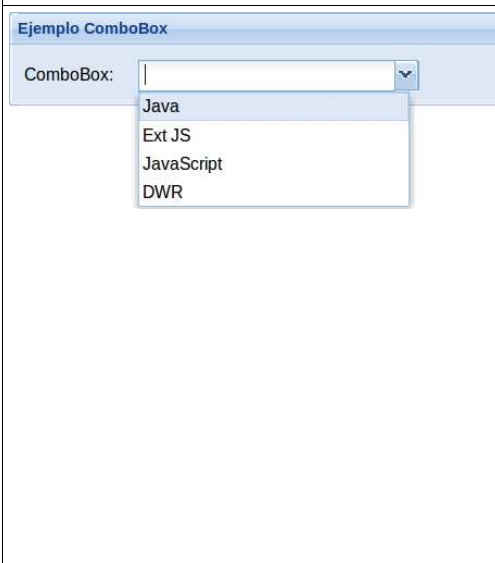 Ejemplo ComboBox
ComboBox:
Java
Ext JS
JavaScript
DWR